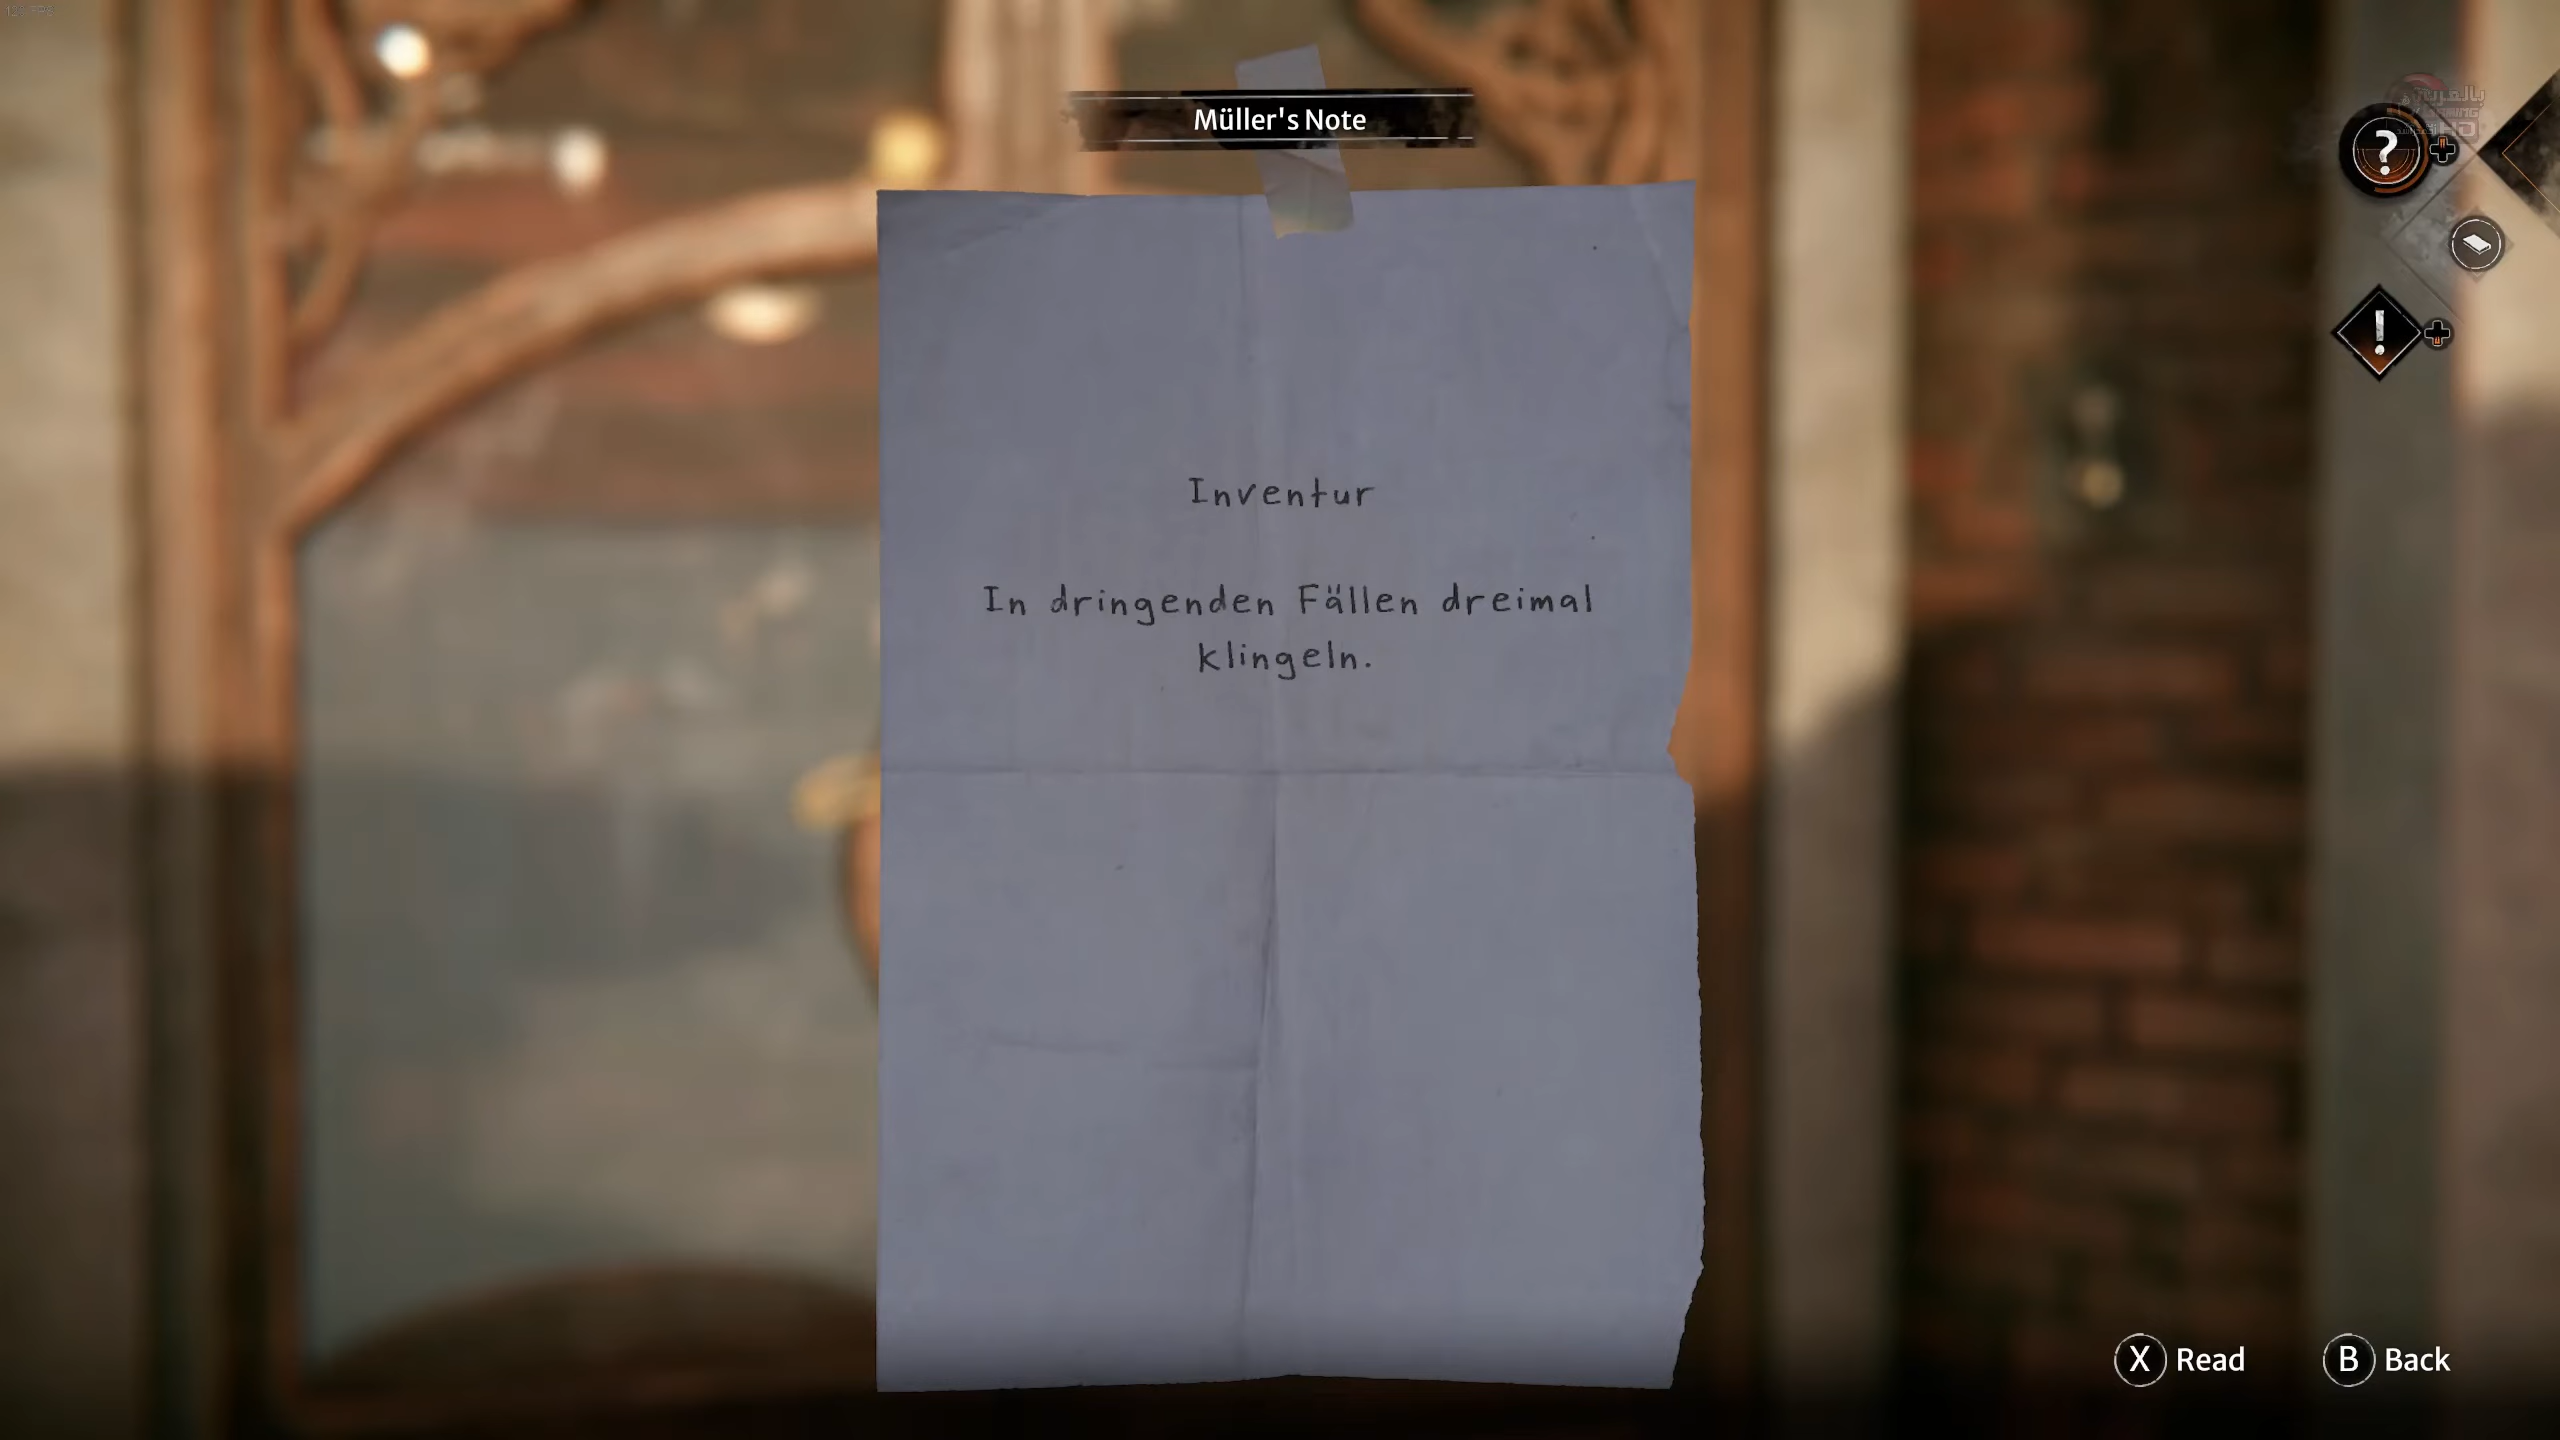 Müller's Note
Inventur
In dringenden Fällen dreimal
klingeln.
X Read
B Back